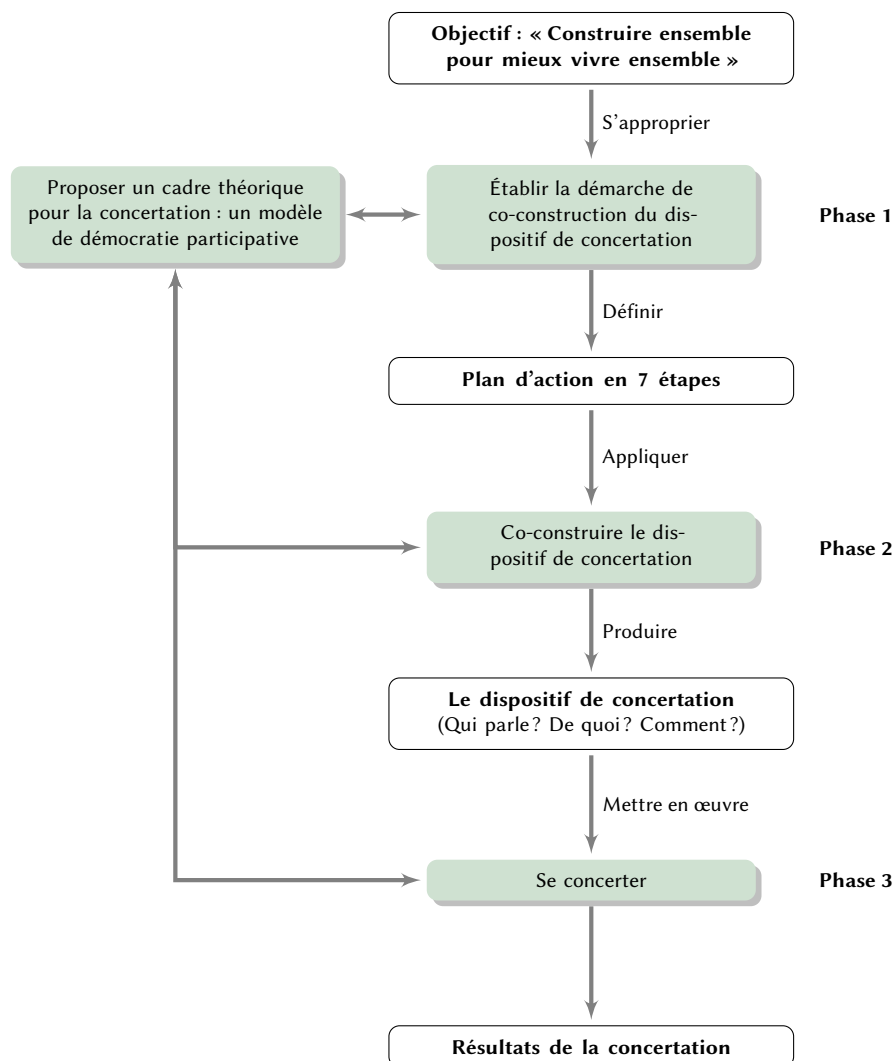 Objectif : « Construire ensemble
pour mieux vivre ensemble »
S’approprier
Proposer un cadre théorique
pour la concertation : un modèle
de démocratie participative
Établir la démarche de
co-construction du dis-
positif de concertation
Phase 1
Définir
Plan d’action en 7 étapes
Appliquer
Co-construire le dis-
positif de concertation
Phase 2
Produire
Le dispositif de concertation
(Qui parle ? De quoi ? Comment ?)
Mettre en œuvre
Se concerter
Phase 3
Résultats de la concertation